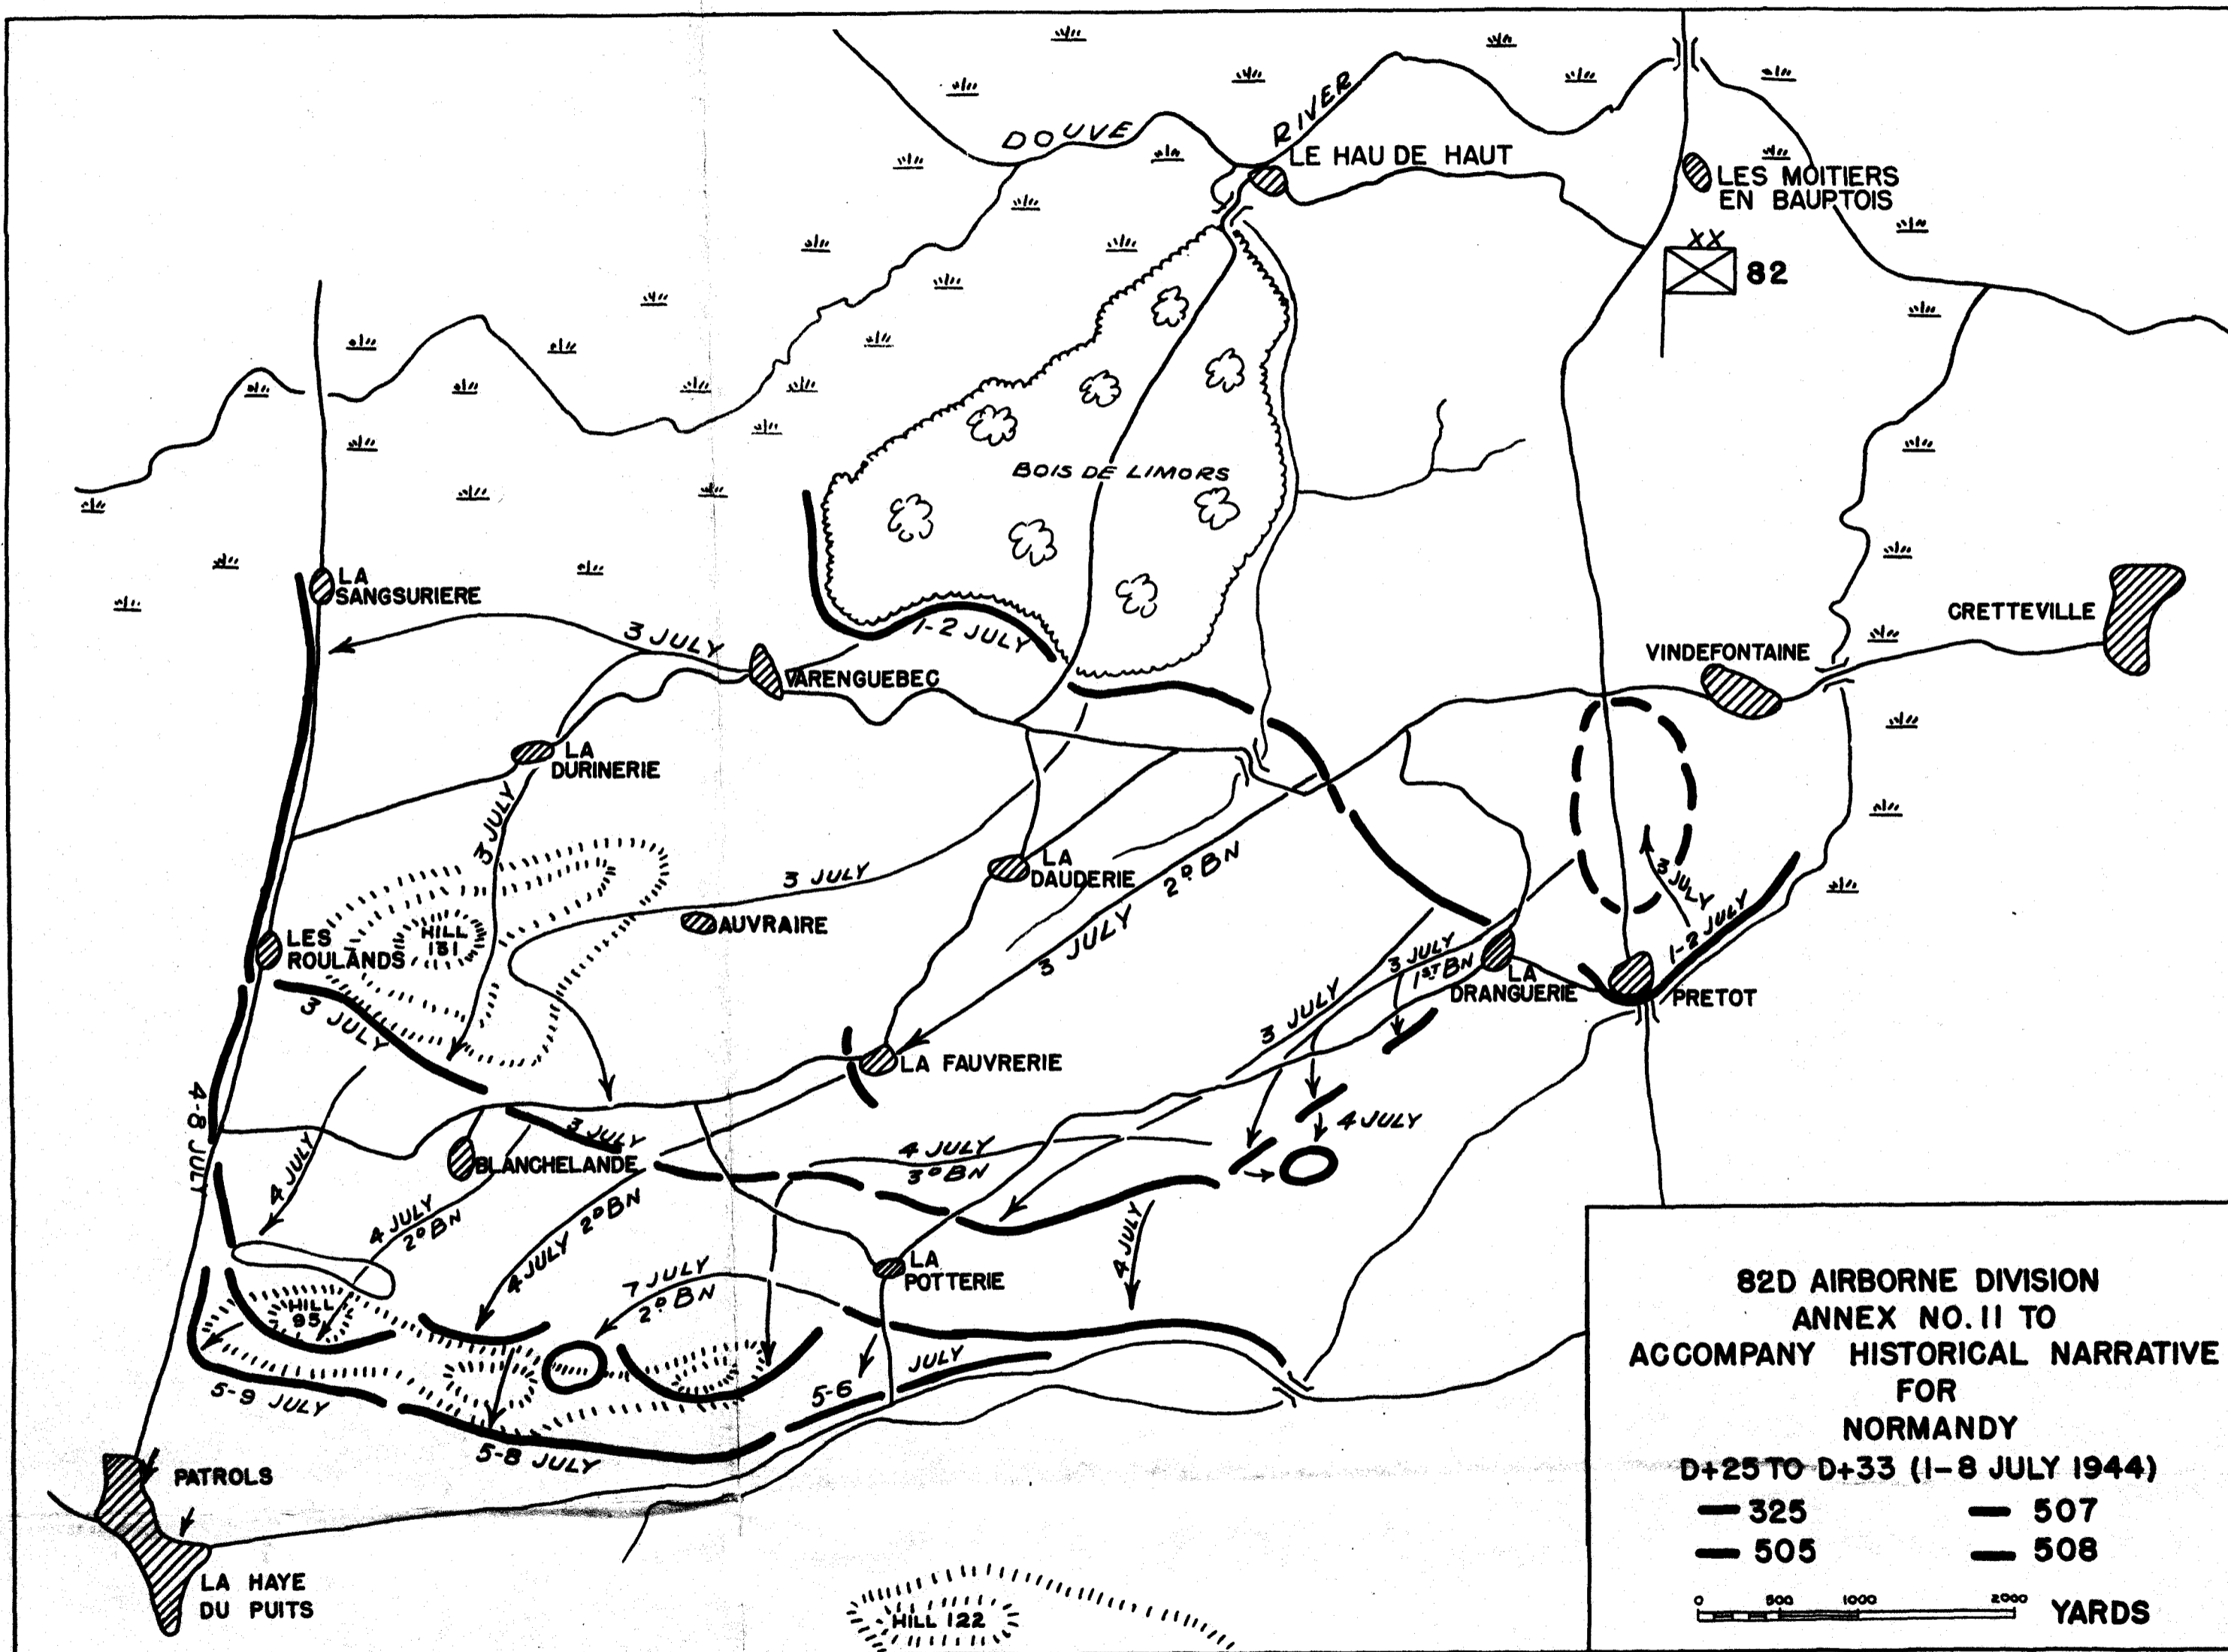 DOUVE
RIVER
LE HAU DE HAUT
LES MOITIERS
EN BAUPTOIS
XX
82
BOIS DE LIMORS
LA
SANGSURIERE
3 JULY
1-2 JULY
VARENGUEBEC
CRETTEVILLE
VINDEFONTAINE
LA
DURINERIE
3 JULY
3 JULY
LA
DAUDERIE
3 JULY 2D BN
3 JULY
1-2 JULY
AUVRAIRE
HILL
131
LES
ROULANDS
3 JULY
3 JULY
1ST BN
LA
DRANGUERIE
PRETOT
3 JULY
LA FAUVRERIE
4-8 JULY
4 JULY
3 JULY
BLANCHELANDE
4 JULY
3D BN
4 JULY
4 JULY
2D BN
4 JULY 2D BN
4 JULY
LA
POTTERIE
7 JULY
2D BN
HILL
95
5-6 JULY
5-9 JULY
5-8 JULY
PATROLS
LA HAYE
DU PUITS
HILL 122
82D AIRBORNE DIVISION
ANNEX NO. 11 TO
ACCOMPANY HISTORICAL NARRATIVE
FOR
NORMANDY
D+25 TO D+33 (1-8 JULY 1944)
325 507
505 508
0 500 1000 2000 YARDS